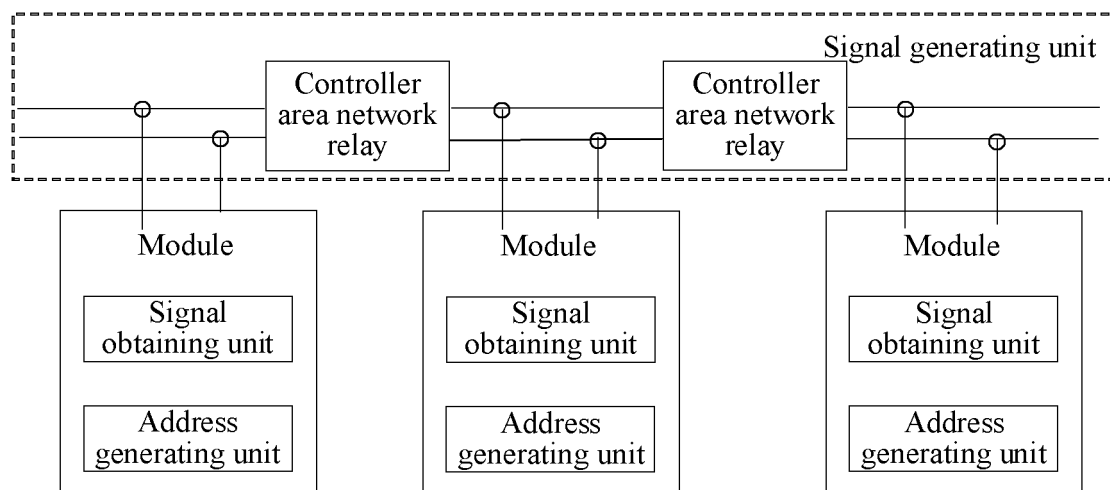 Signal generating unit
Controller
area network
relay
Controller
area network
relay
Module
Signal
obtaining unit
Address
generating unit
Module
Signal
obtaining unit
Address
generating unit
Module
Signal
obtaining unit
Address
generating unit